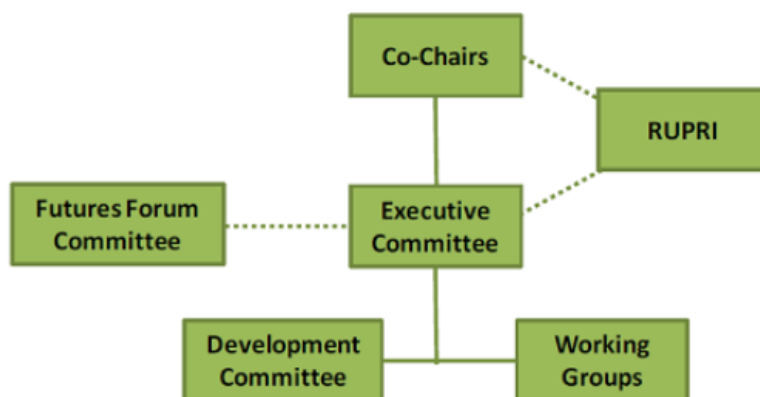 Co-Chairs
RUPRI
Futures Forum
Committee
Executive
Committee
Development
Committee
Working
Groups